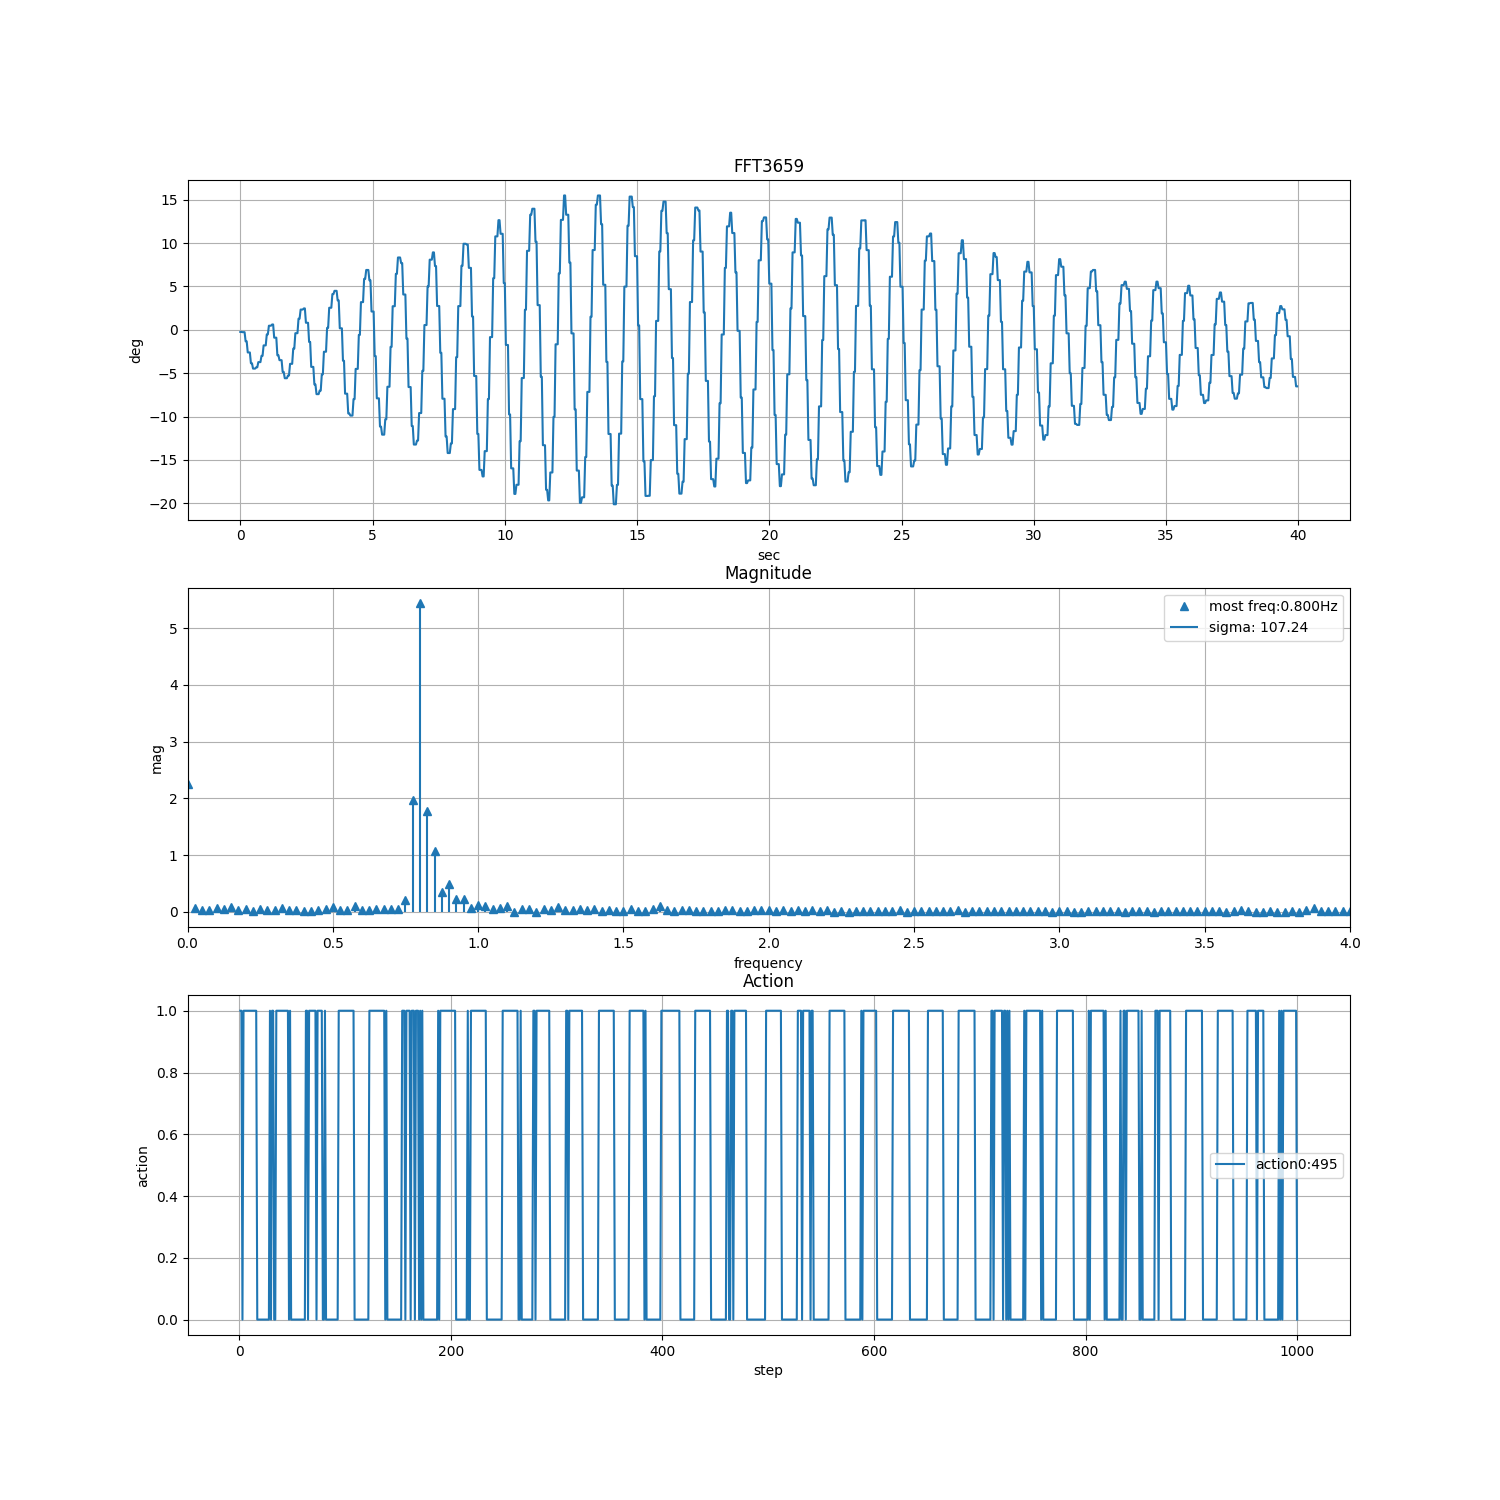 FFT3659
15
10
5
0
−5
−10
−15
−20
deg
0 5 10 15 20 25 30 35 40
sec
Magnitude
most freq:0.800Hz
sigma: 107.24
5
4
3
2
1
0
mag
0.0 0.5 1.0 1.5 2.0 2.5 3.0 3.5 4.0
frequency
Action
1.0
0.8
0.6
0.4
0.2
0.0
action
action0:495
0 200 400 600 800 1000
step